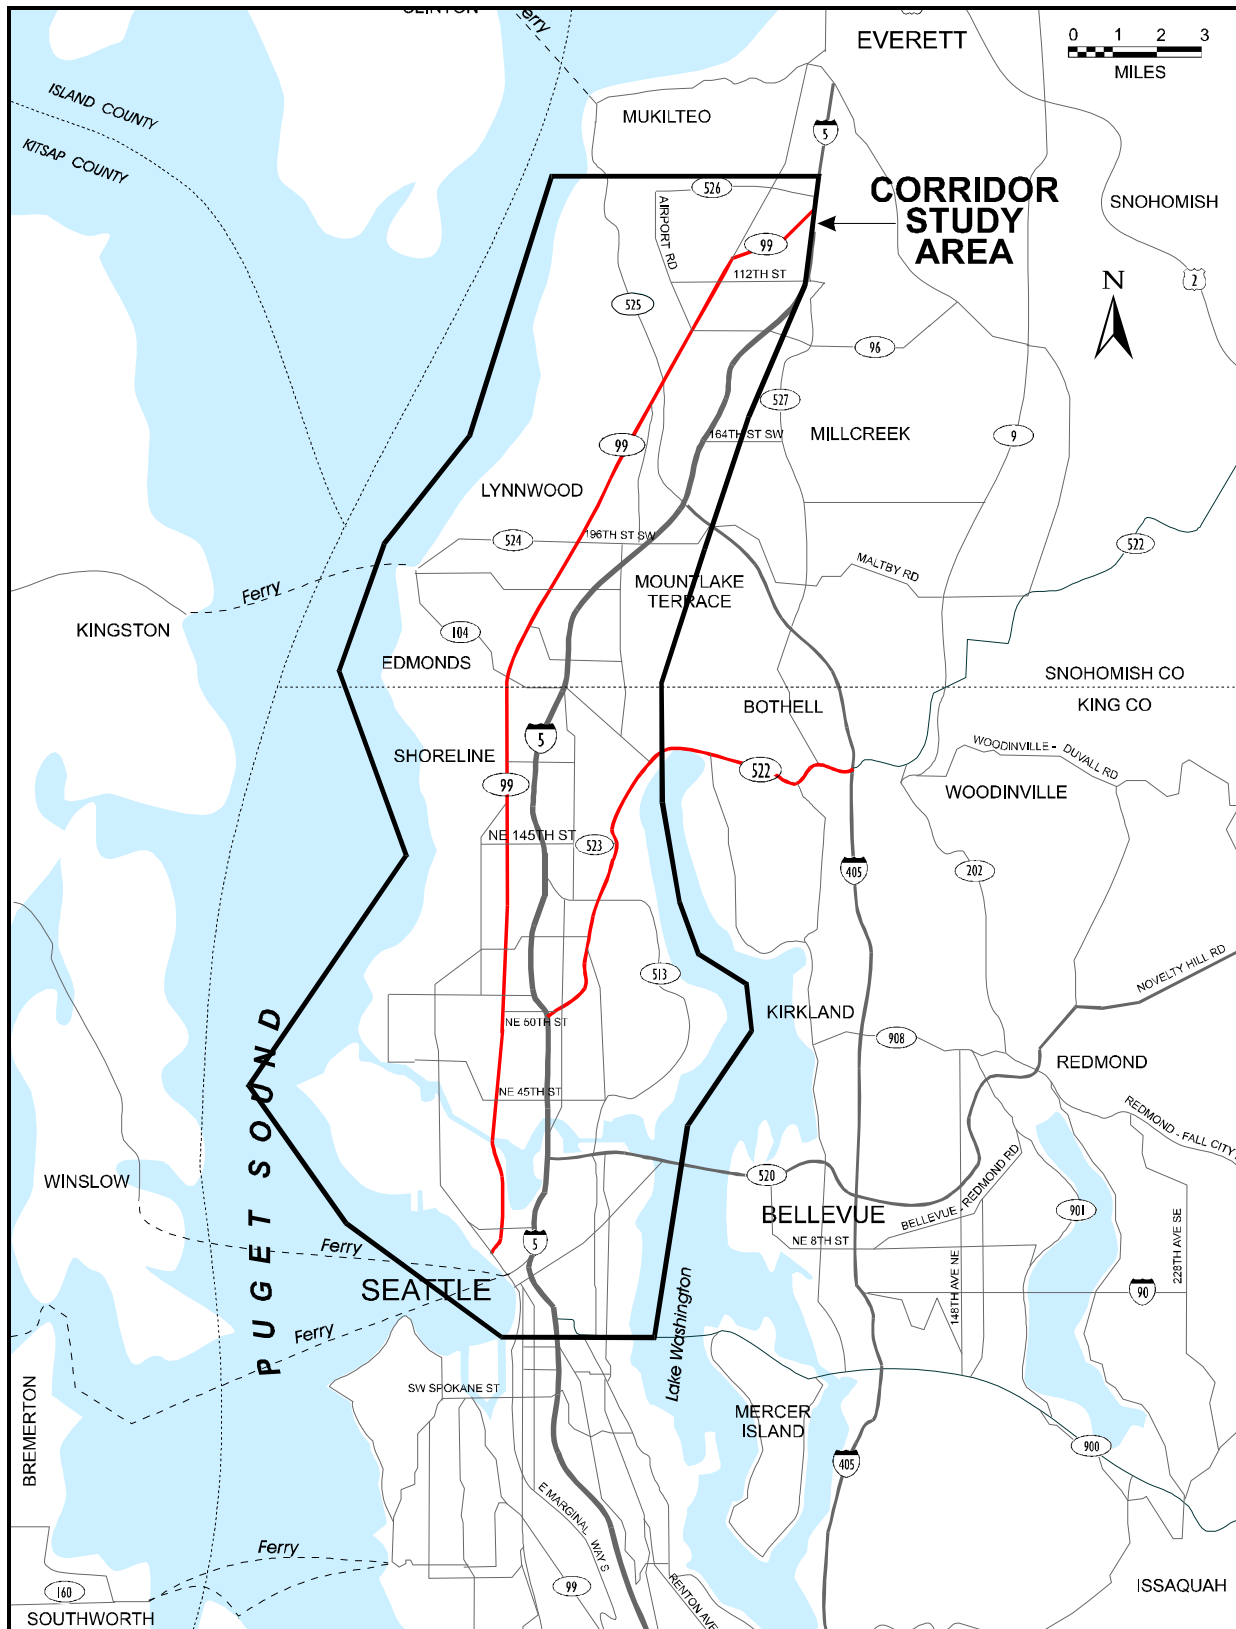 CLINTON
Ferry
EVERETT
0 1 2 3
MILES
ISLAND COUNTY
KITSAP COUNTY
MUKILTEO
5
526
CORRIDOR
STUDY
AREA
SNOHOMISH
AIRPORT RD
99
112TH ST
N
2
525
96
527
164TH ST SW
MILLCREEK
9
99
LYNNWOOD
524
196TH ST SW
522
MALTBY RD
Ferry
MOUNTLAKE
TERRACE
KINGSTON
104
EDMONDS
SNOHOMISH CO
KING CO
BOTHELL
5
SHORELINE
WOODINVILLE - DUVALL RD
522
99
WOODINVILLE
NE 145TH ST
523
405
202
513
NOVELTY HILL RD
KIRKLAND
NE 50TH ST
908
REDMOND
NE 45TH ST
REDMOND - FALL CITY
PUGET SOUND
WINSLOW
520
BELLEVUE
BELLEVUE - REDMOND RD
901
NE 8TH ST
Ferry
5
228TH AVE SE
SEATTLE
148TH AVE NE
90
Ferry
Lake Washington
SW SPOKANE ST
MERCER
ISLAND
BREMERTON
900
405
E MARGINAL WAY S
Ferry
99
160
RENTON AVE
ISSAQUAH
SOUTHWORTH